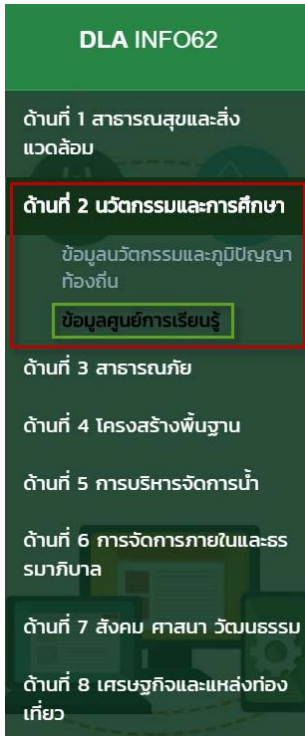 DLA INFO62
ด้านที่ 1 สาธารณสุขและสิ่ง
แวดล้อม
ด้านที่ 2 นวัตกรรมและการศึกษา
ข้อมูลนวัตกรรมและภูมิปัญญา
ท้องถิ่น
ข้อมูลศูนย์การเรียนรู้
ด้านที่ 3 สาธารณภัย
ด้านที่ 4 โครงสร้างพื้นฐาน
ด้านที่ 5 การบริหารจัดการน้ำ
ด้านที่ 6 การจัดการภายในและธร
รมาภิบาล
ด้านที่ 7 สังคม ศาสนา วัฒนธรรม
ด้านที่ 8 เศรษฐกิจและแหล่งท่อง
เที่ยว